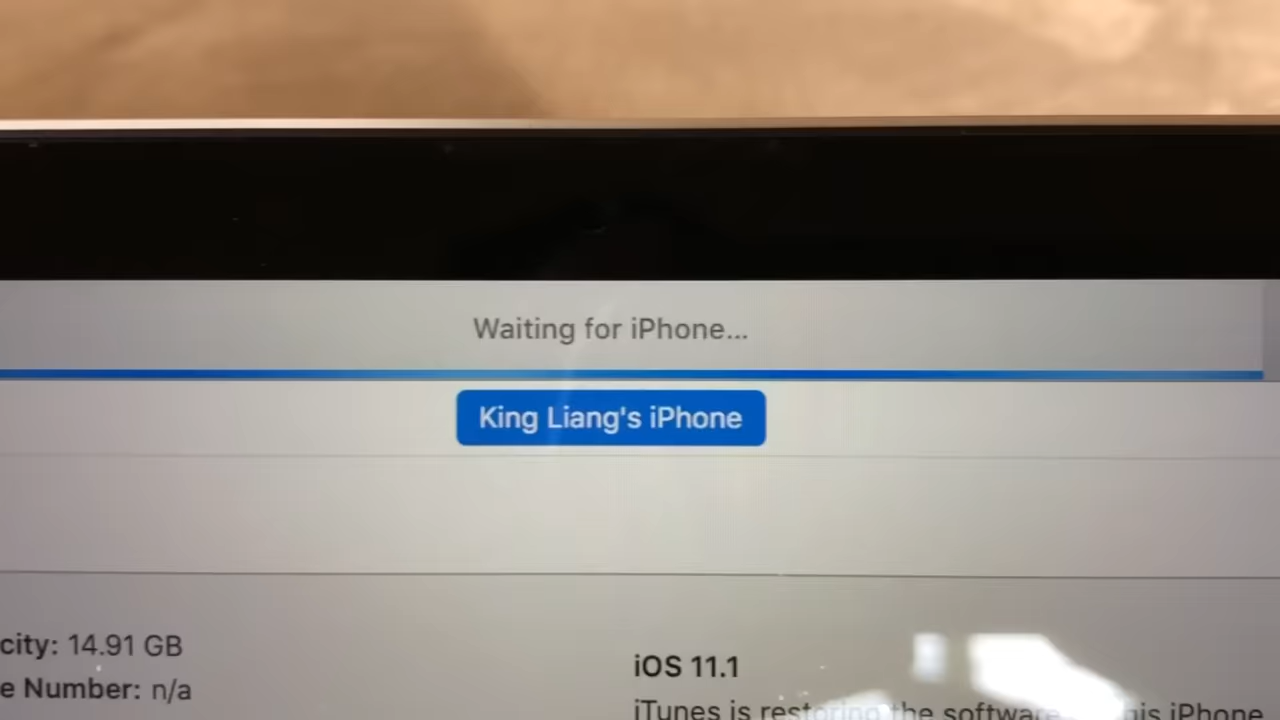 Waiting for iPhone...
King Liang's iPhone
city: 14.91 GB
e Number: n/a
iOS 11.1
iTunes is restoring the software his iPhone